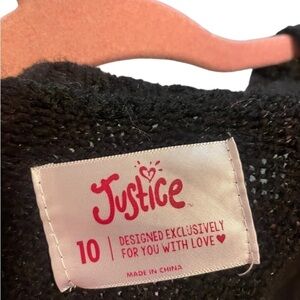 Justice
10 | DESIGNED EXCLUSIVELY
FOR YOU WITH LOVE ♥
MADE IN CHINA